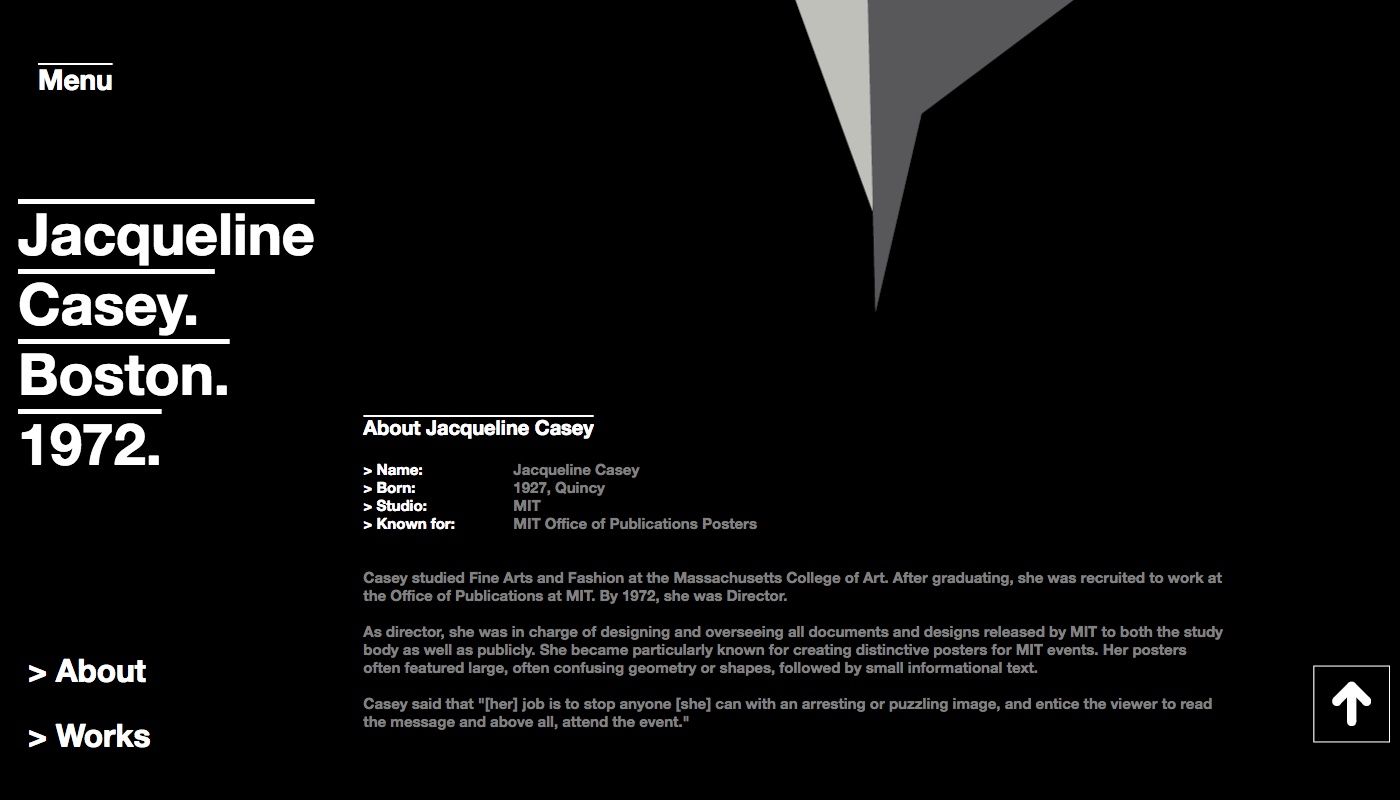 Menu
Jacqueline
Casey.
Boston.
1972.
> About
> Works
About Jacqueline Casey
> Name: Jacqueline Casey
> Born: 1927, Quincy
> Studio: MIT
> Known for: MIT Office of Publications Posters
Casey studied Fine Arts and Fashion at the Massachusetts College of Art. After graduating, she was recruited to work at
the Office of Publications at MIT. By 1972, she was Director.
As director, she was in charge of designing and overseeing all documents and designs released by MIT to both the study
body as well as publicly. She became particularly known for creating distinctive posters for MIT events. Her posters
often featured large, often confusing geometry or shapes, followed by small informational text.
Casey said that "[her] job is to stop anyone [she] can with an arresting or puzzling image, and entice the viewer to read
the message and above all, attend the event."